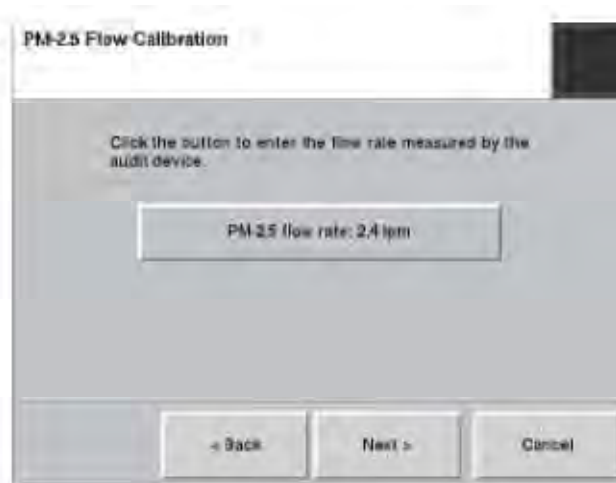 PM-2.5 Flow Calibration
Click the button to enter the flow rate measured by the
audit device.
PM-2.5 flow rate: 2.4 lpm
< Back
Next >
Cancel